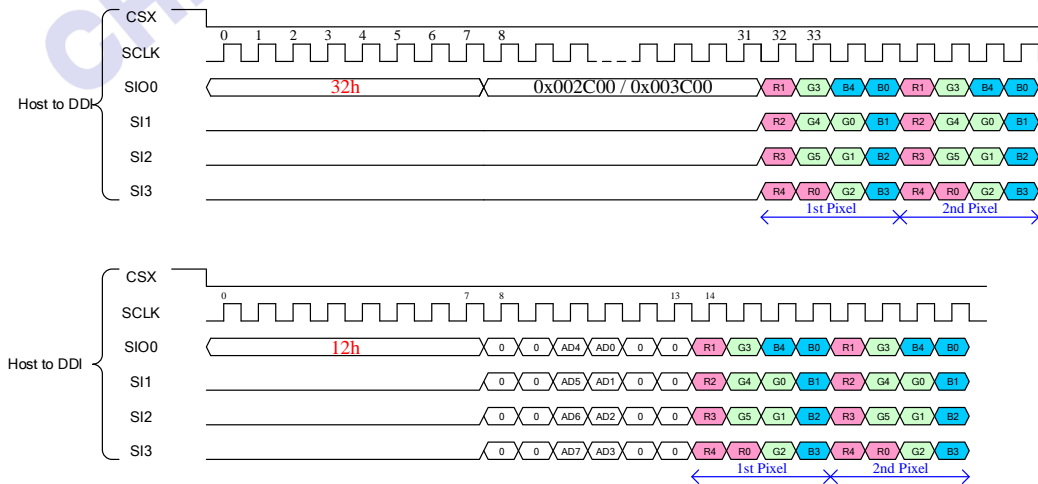 CSX
0 1 2 3 4 5 6 7 8 31 32 33
SCLK
SIO0 32h 0x002C00 / 0x003C00 R1 G3 B4 B0 R1 G3 B4 B0
Host to DDI
SI1 R2 G4 G0 B1 R2 G4 G0 B1
SI2 R3 G5 G1 B2 R3 G5 G1 B2
SI3 R4 R0 G2 B3 R4 R0 G2 B3
1st Pixel 2nd Pixel
CSX
0 7 8 13 14
SCLK
SIO0 12h 0 0 AD4 AD0 0 0 R1 G3 B4 B0 R1 G3 B4 B0
Host to DDI
SI1 0 0 AD5 AD1 0 0 R2 G4 G0 B1 R2 G4 G0 B1
SI2 0 0 AD6 AD2 0 0 R3 G5 G1 B2 R3 G5 G1 B2
SI3 0 0 AD7 AD3 0 0 R4 R0 G2 B3 R4 R0 G2 B3
1st Pixel 2nd Pixel